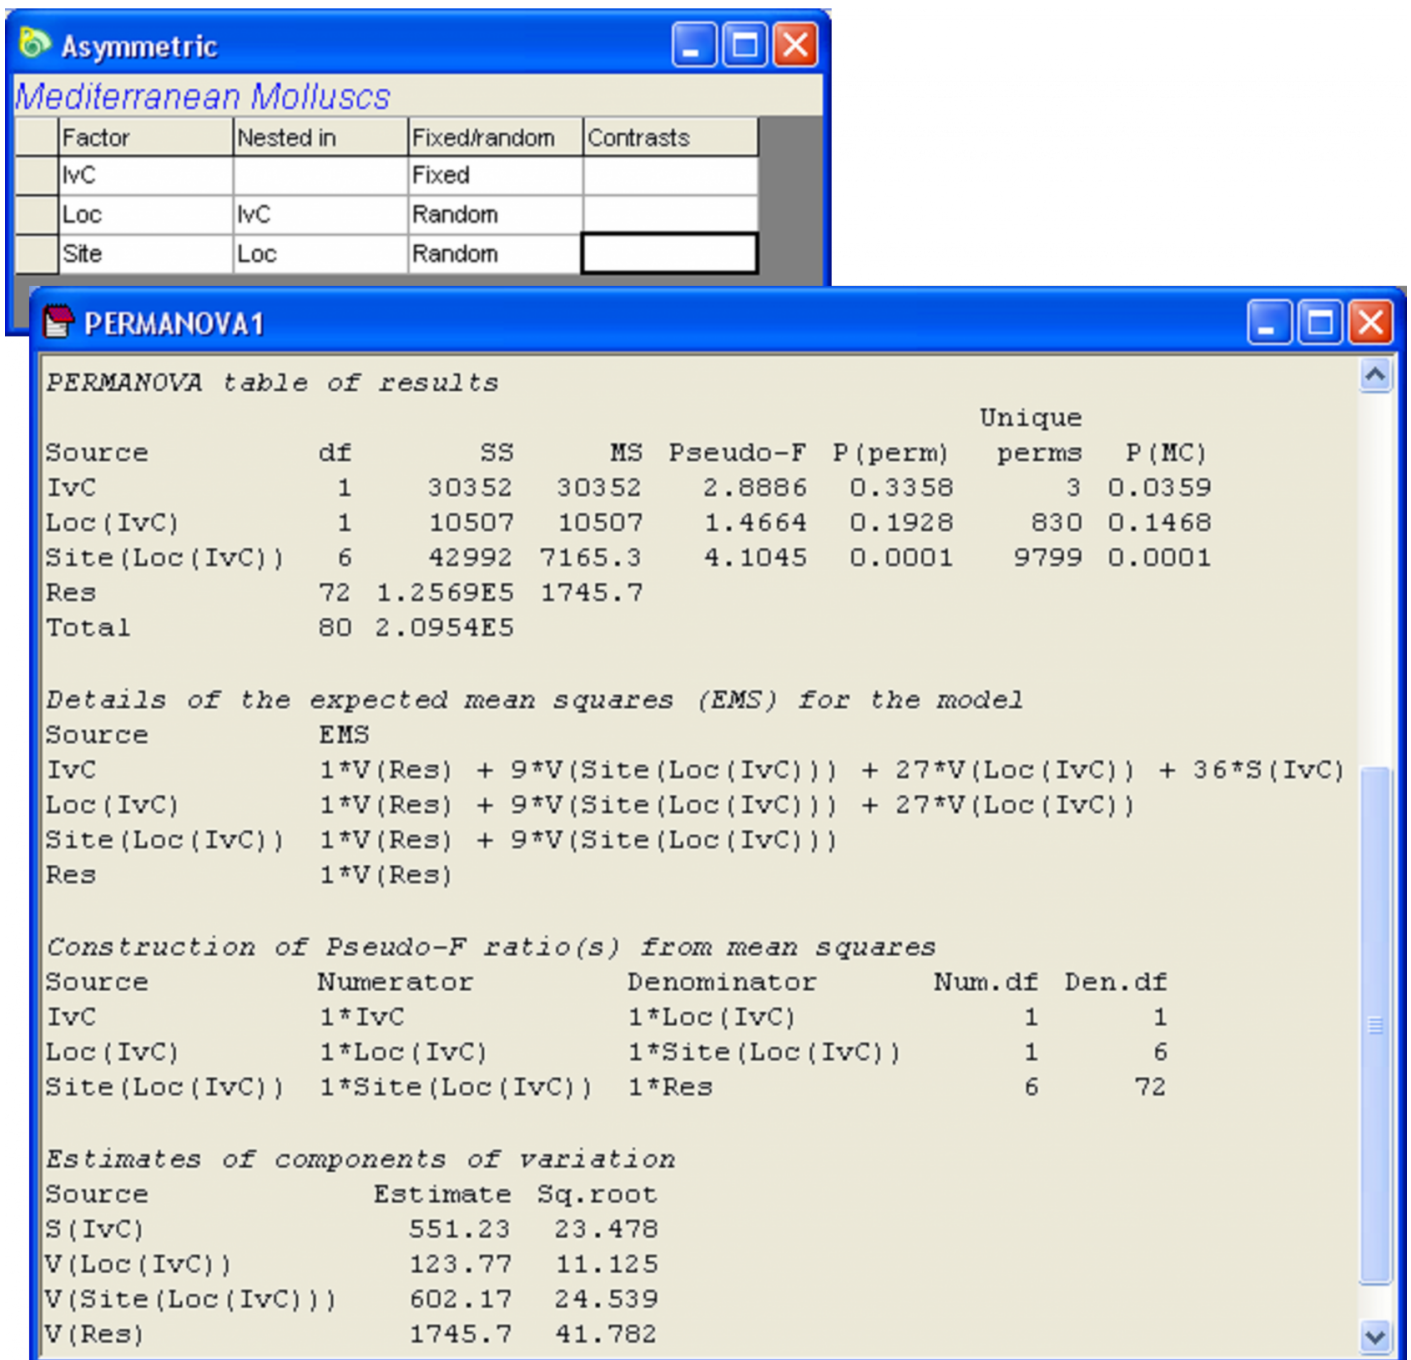 Asymmetric
Mediterranean Molluscs
Factor Nested in Fixed/random Contrasts
IvC Fixed
Loc IvC Random
Site Loc Random
PERMANOVA1
PERMANOVA table of results
Unique
Source df SS MS Pseudo-F P(perm) perms P(MC)
IvC 1 30352 30352 2.8886 0.3358 3 0.0359
Loc(IvC) 1 10507 10507 1.4664 0.1928 830 0.1468
Site(Loc(IvC)) 6 42992 7165.3 4.1045 0.0001 9799 0.0001
Res 72 1.2569E5 1745.7
Total 80 2.0954E5
Details of the expected mean squares (EMS) for the model
Source EMS
IvC 1*V(Res) + 9*V(Site(Loc(IvC))) + 27*V(Loc(IvC)) + 36*S(IvC)
Loc(IvC) 1*V(Res) + 9*V(Site(Loc(IvC))) + 27*V(Loc(IvC))
Site(Loc(IvC)) 1*V(Res) + 9*V(Site(Loc(IvC)))
Res 1*V(Res)
Construction of Pseudo-F ratio(s) from mean squares
Source Numerator Denominator Num.df Den.df
IvC 1*IvC 1*Loc(IvC) 1 1
Loc(IvC) 1*Loc(IvC) 1*Site(Loc(IvC)) 1 6
Site(Loc(IvC)) 1*Site(Loc(IvC)) 1*Res 6 72
Estimates of components of variation
Source Estimate Sq.root
S(IvC) 551.23 23.478
V(Loc(IvC)) 123.77 11.125
V(Site(Loc(IvC))) 602.17 24.539
V(Res) 1745.7 41.782